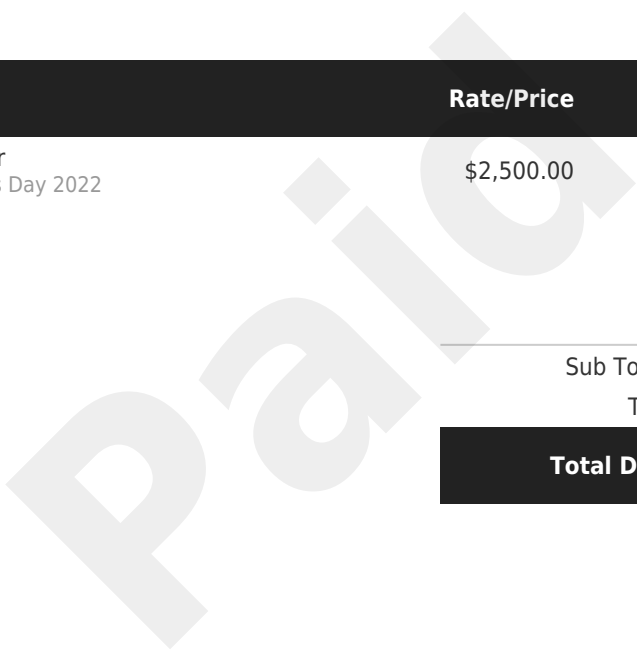 Rate/Price
r
$2,500.00
s Day 2022
Sub To
T
Total D
Paid